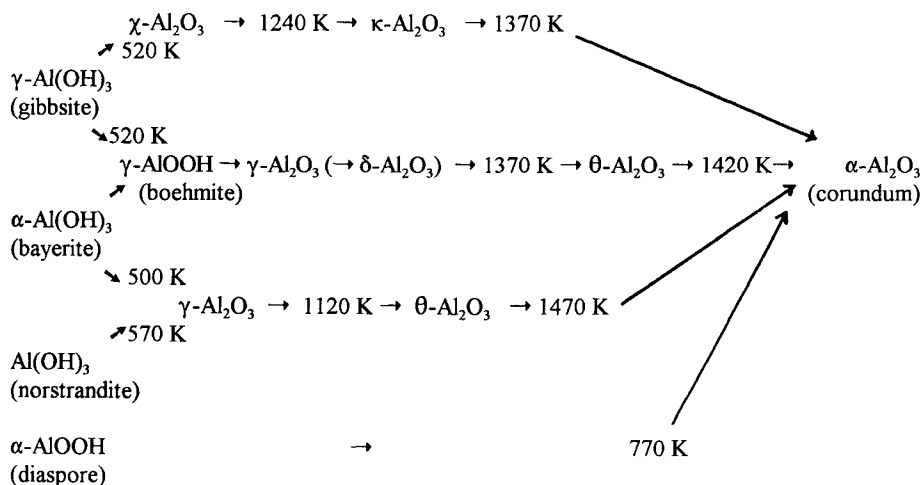 χ-Al₂O₃ → 1240 K → κ-Al₂O₃ → 1370 K
520 K
γ-Al(OH)₃
(gibbsite)
520 K
γ-AlOOH → γ-Al₂O₃ (→ δ-Al₂O₃) → 1370 K → θ-Al₂O₃ → 1420 K→ α-Al₂O₃
(boehmite) (corundum)
α-Al(OH)₃
(bayerite)
500 K
γ-Al₂O₃ → 1120 K → θ-Al₂O₃ → 1470 K
570 K
Al(OH)₃
(norstrandite)
α-AlOOH → 770 K
(diaspore)